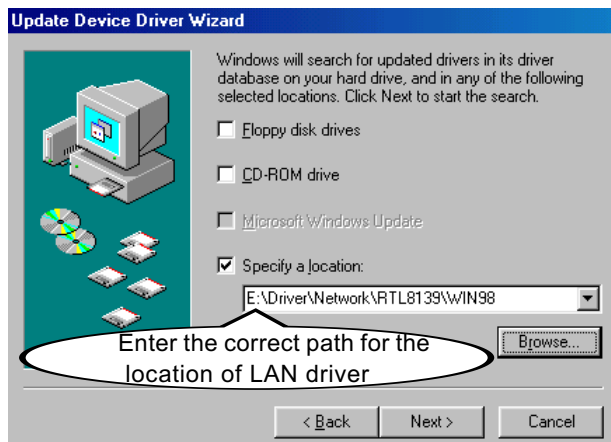 Update Device Driver Wizard
Windows will search for updated drivers in its driver
database on your hard drive, and in any of the following
selected locations. Click Next to start the search.
Floppy disk drives
CD-ROM drive
Microsoft Windows Update
Specify a location:
E:\Driver\Network\RTL8139\WIN98
Enter the correct path for the
location of LAN driver
Browse...
< Back
Next >
Cancel